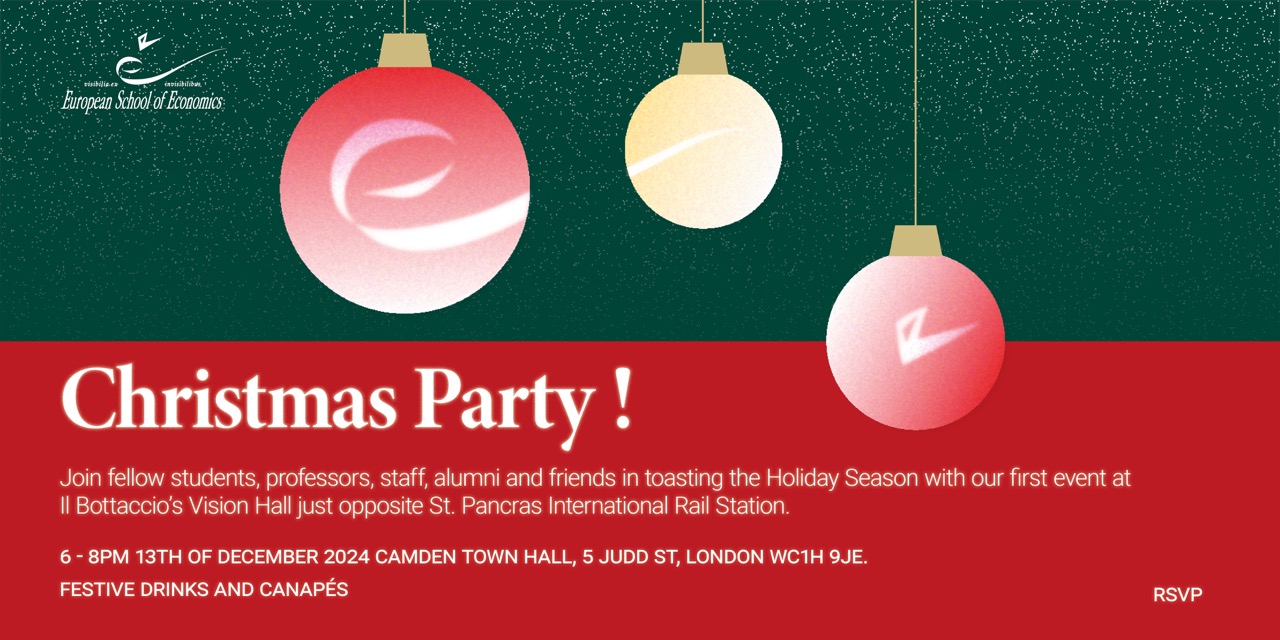 visibilia ex invisibilibus
European School of Economics
Christmas Party !
Join fellow students, professors, staff, alumni and friends in toasting the Holiday Season with our first event at
Il Bottaccio’s Vision Hall just opposite St. Pancras International Rail Station.
6 - 8PM 13TH OF DECEMBER 2024 CAMDEN TOWN HALL, 5 JUDD ST, LONDON WC1H 9JE.
FESTIVE DRINKS AND CANAPÉS
RSVP